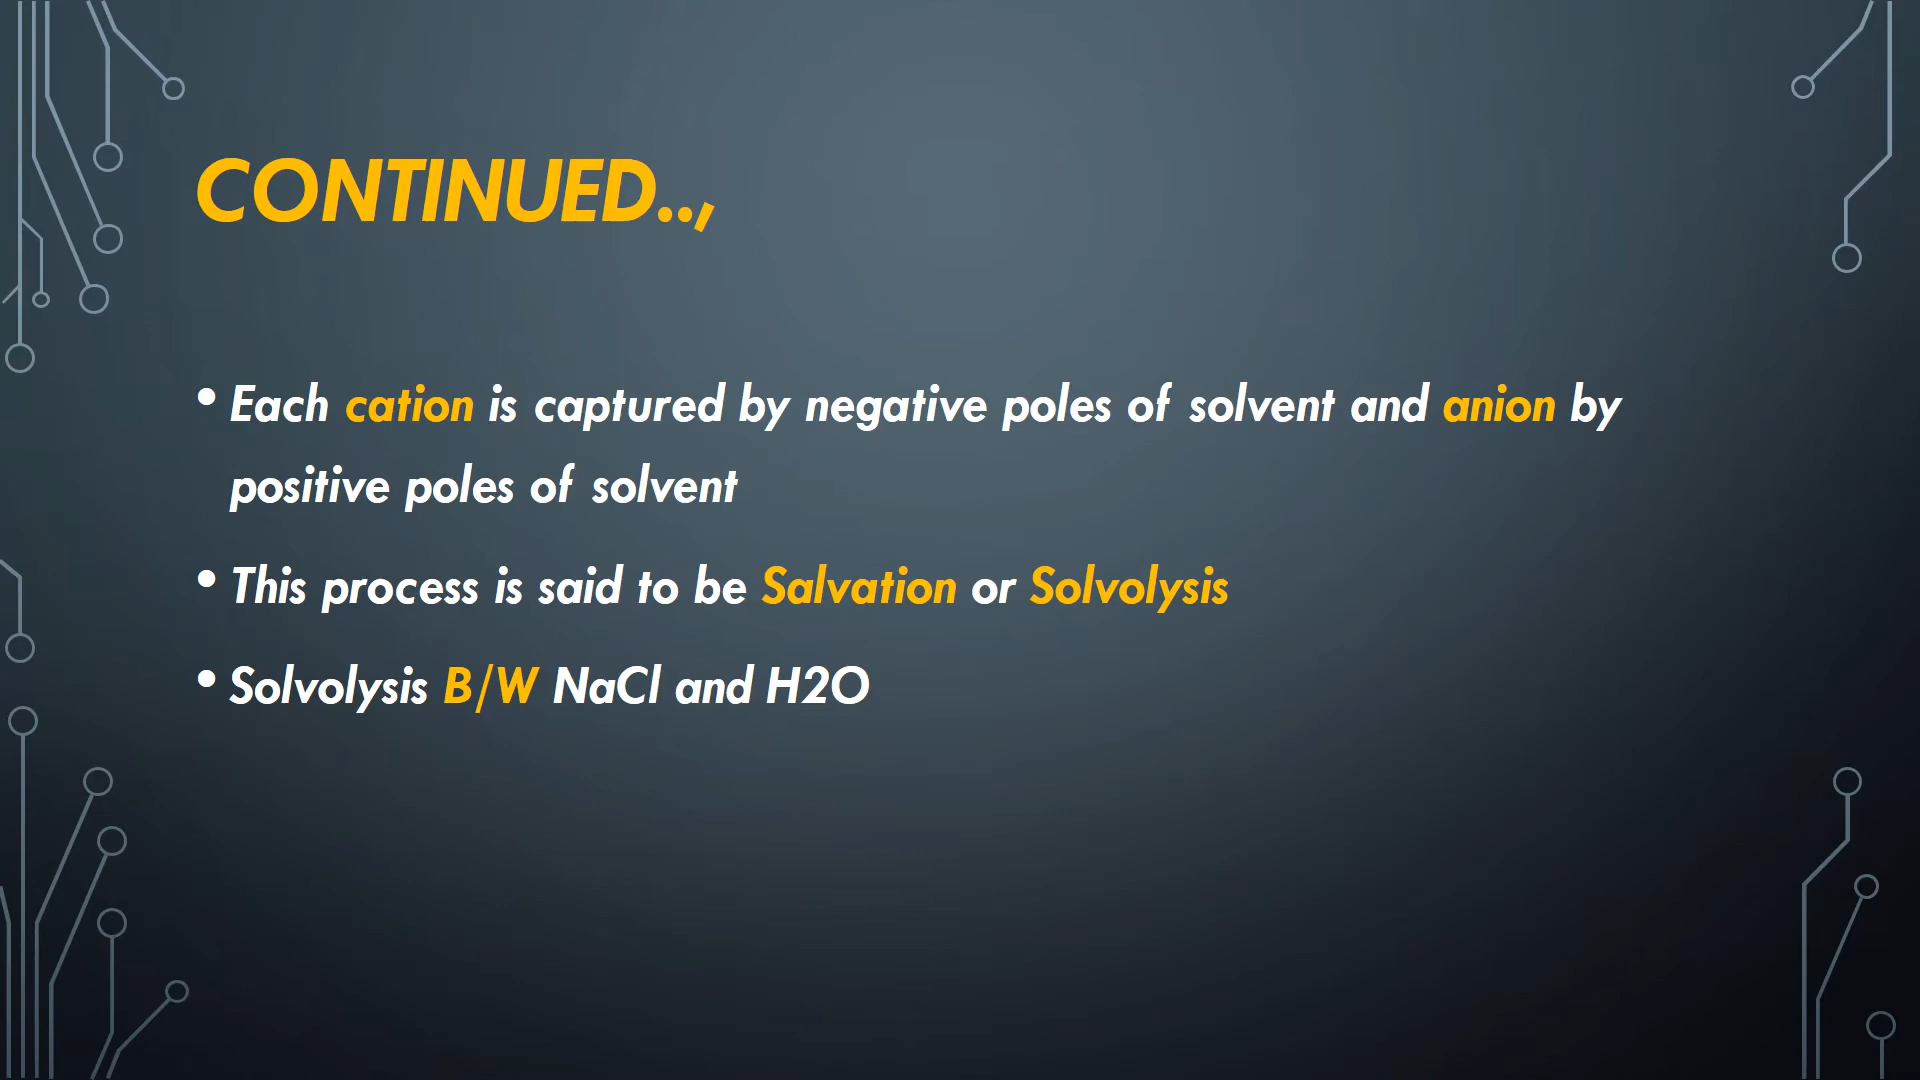 CONTINUED..,
• Each cation is captured by negative poles of solvent and anion by
positive poles of solvent
• This process is said to be Salvation or Solvolysis
• Solvolysis B/W NaCl and H2O